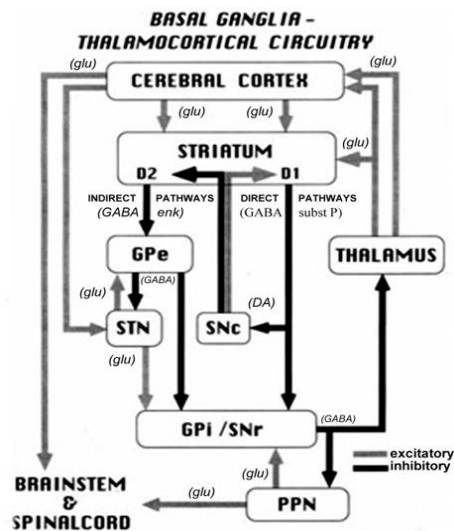 BASAL GANGLIA -
THALAMOCORTICAL CIRCUITRY
(glu)
(glu)
CEREBRAL CORTEX
(glu)
(glu)
(glu)
STRIATUM
D2
D1
INDIRECT PATHWAYS
(GABA enk)
DIRECT PATHWAYS
(GABA subst P)
GPe
THALAMUS
(glu)
(GABA)
(DA)
STN
SNc
(glu)
GPi /SNr
(GABA)
(glu)
excitatory
inhibitory
BRAINSTEM
&
SPINALCORD
(glu)
PPN